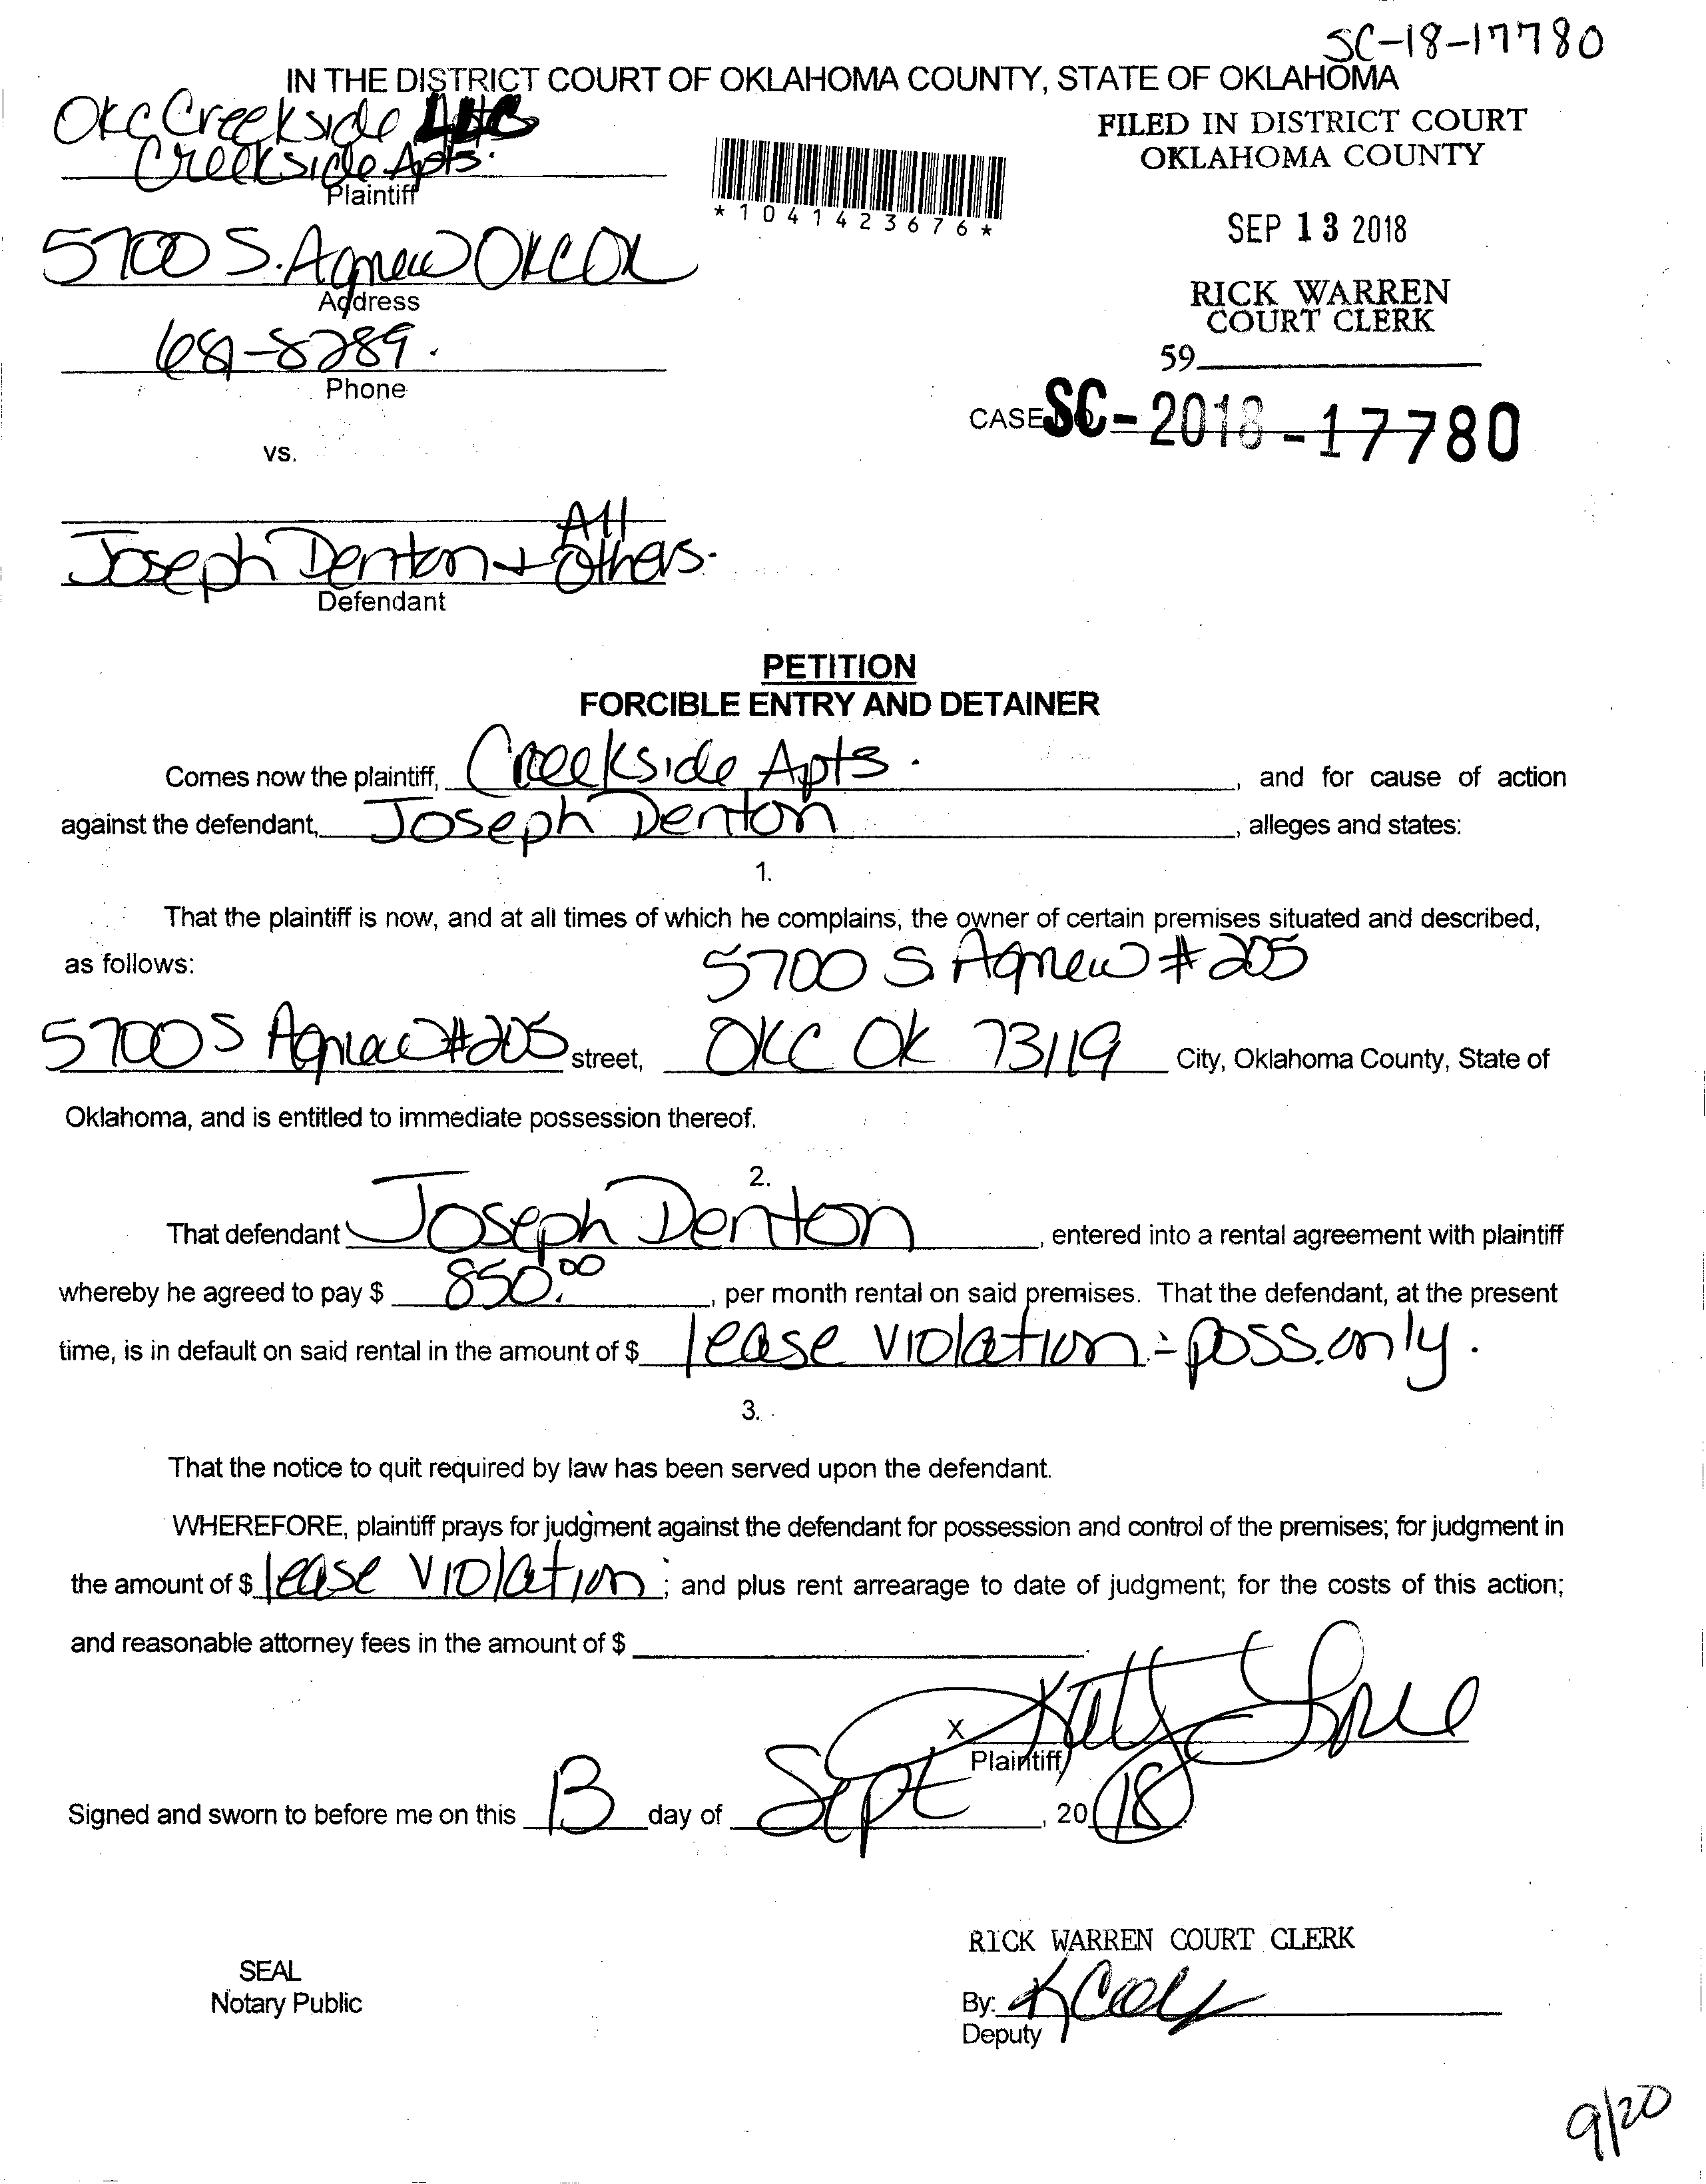 SC-18-17780
IN THE DISTRICT COURT OF OKLAHOMA COUNTY, STATE OF OKLAHOMA
OKC Creekside
Creekside Apts.
Plaintiff
FILED IN DISTRICT COURT
OKLAHOMA COUNTY
*1041423676*
SEP 13 2018
5700 S. Agnew OKC OK
Address
RICK WARREN
COURT CLERK
681-8289.
Phone
59
CASE SC-2018-17780
vs.
All
Joseph Denton + Others.
Defendant
PETITION
FORCIBLE ENTRY AND DETAINER
Comes now the plaintiff, Creekside Apts. , and for cause of action
against the defendant, Joseph Denton , alleges and states:
1.
That the plaintiff is now, and at all times of which he complains, the owner of certain premises situated and described,
as follows: 5700 S. Agnew #205
5700 S Agnew #205 street, OKC OK 73119 City, Oklahoma County, State of
Oklahoma, and is entitled to immediate possession thereof.
2.
That defendant Joseph Denton , entered into a rental agreement with plaintiff
whereby he agreed to pay $ 850.00 , per month rental on said premises. That the defendant, at the present
time, is in default on said rental in the amount of $ lease violation - poss. only.
3.
That the notice to quit required by law has been served upon the defendant.
WHEREFORE, plaintiff prays for judgment against the defendant for possession and control of the premises; for judgment in
the amount of $ lease violation ; and plus rent arrearage to date of judgment; for the costs of this action;
and reasonable attorney fees in the amount of $ .
X
Plaintiff
Signed and sworn to before me on this 13 day of Sept , 20 18.
RICK WARREN COURT CLERK
SEAL
Notary Public
By:
Deputy
9/20